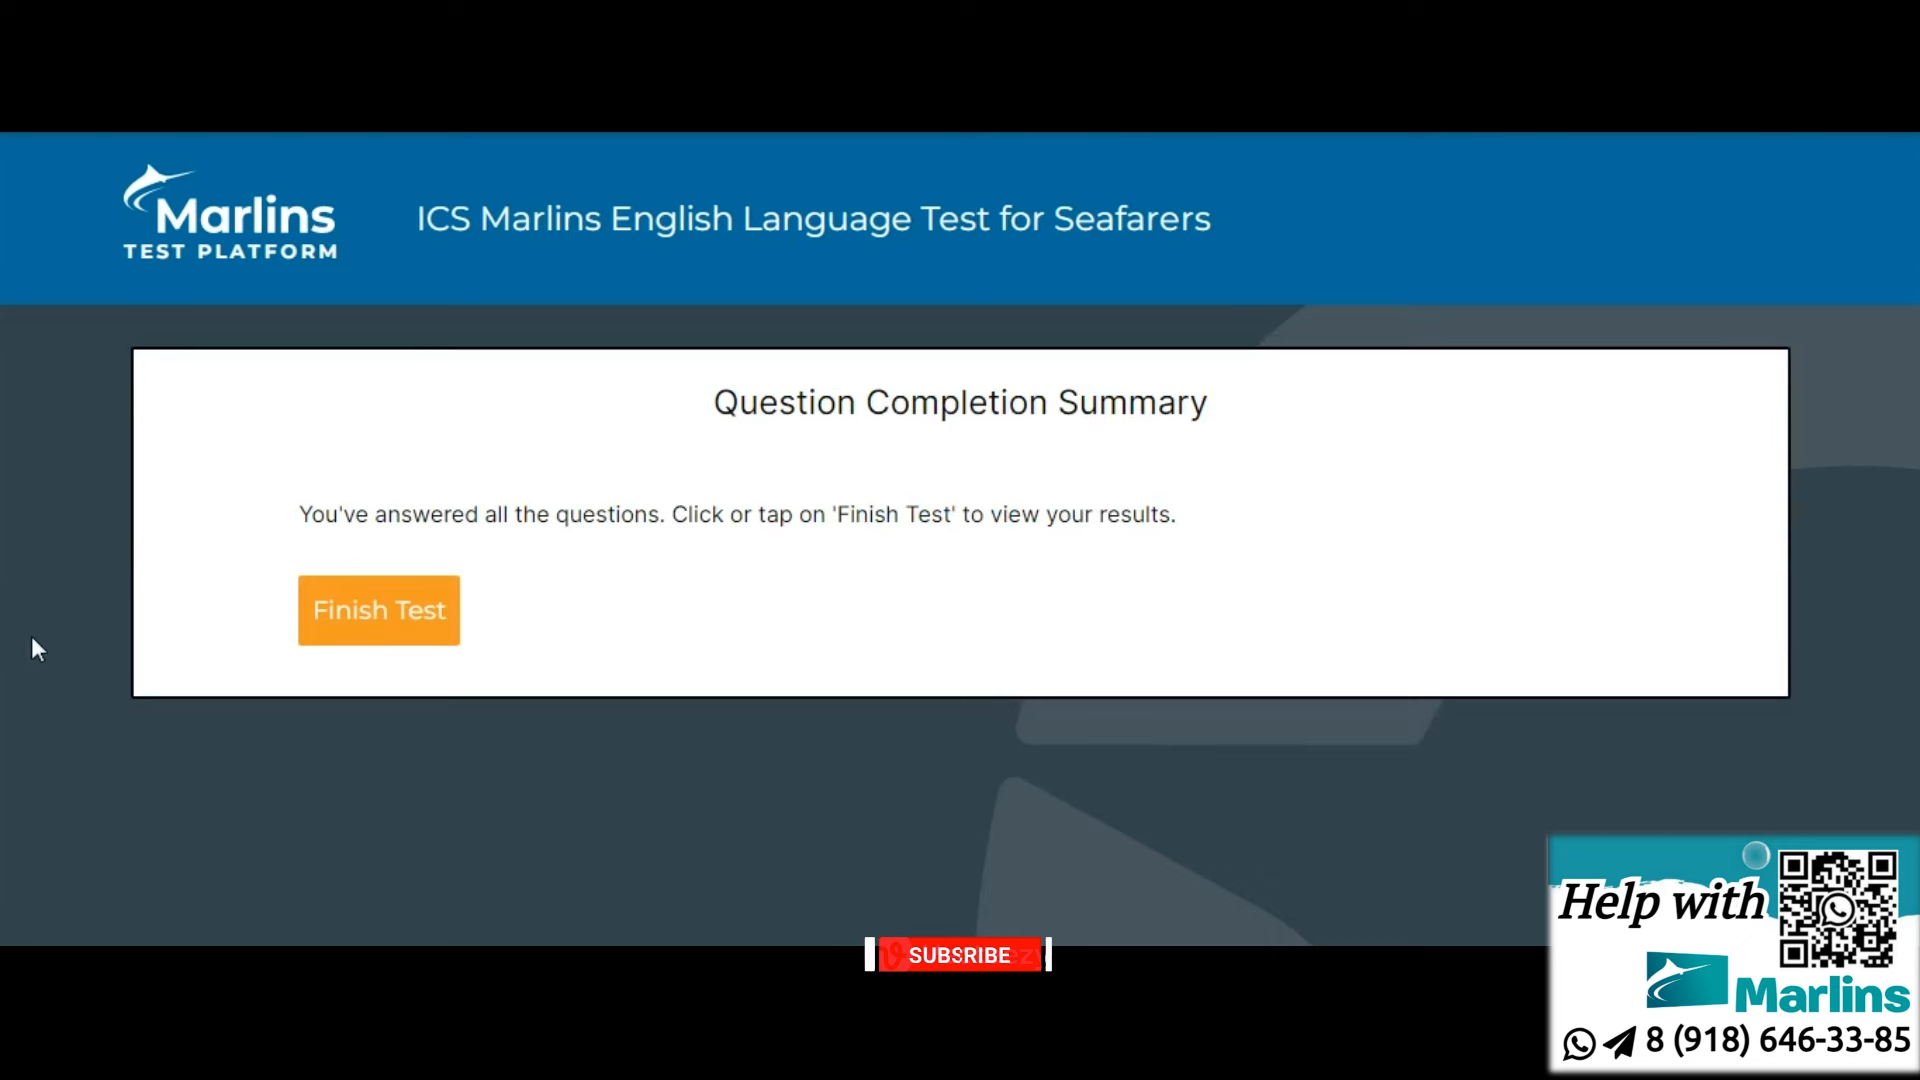 Marlins
TEST PLATFORM
ICS Marlins English Language Test for Seafarers
Question Completion Summary
You've answered all the questions. Click or tap on 'Finish Test' to view your results.
Finish Test
Help with
Marlins
8 (918) 646-33-85
SUBSRIBE